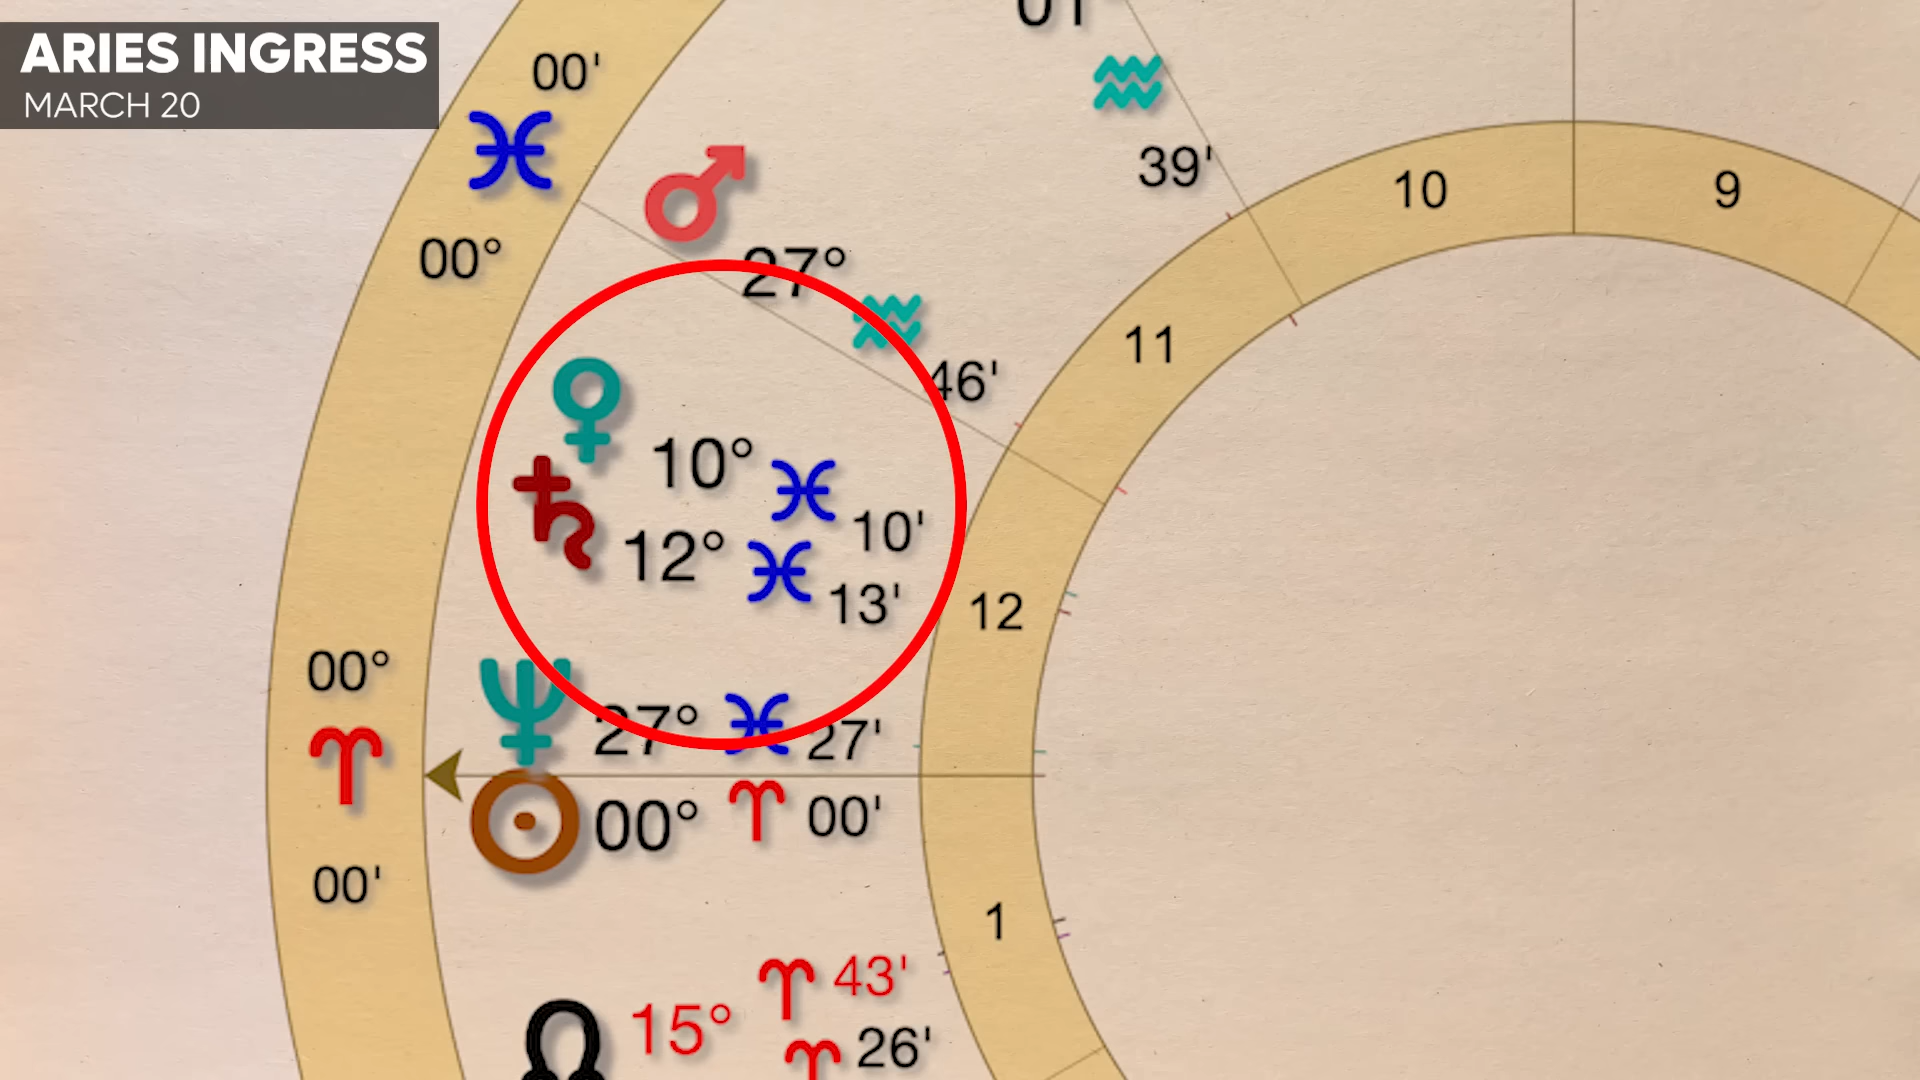 ARIES INGRESS
MARCH 20
00'
♓
00°
♂ 27° ♒ 46'
♒
39'
10
9
11
♀ 10° ♓ 10'
♄ 12° ♓ 13'
12
00°
♈
00'
♆ 27° ♓ 27'
☉ 00° ♈ 00'
1
♈ 43'
☊ 15° ♈ 26'